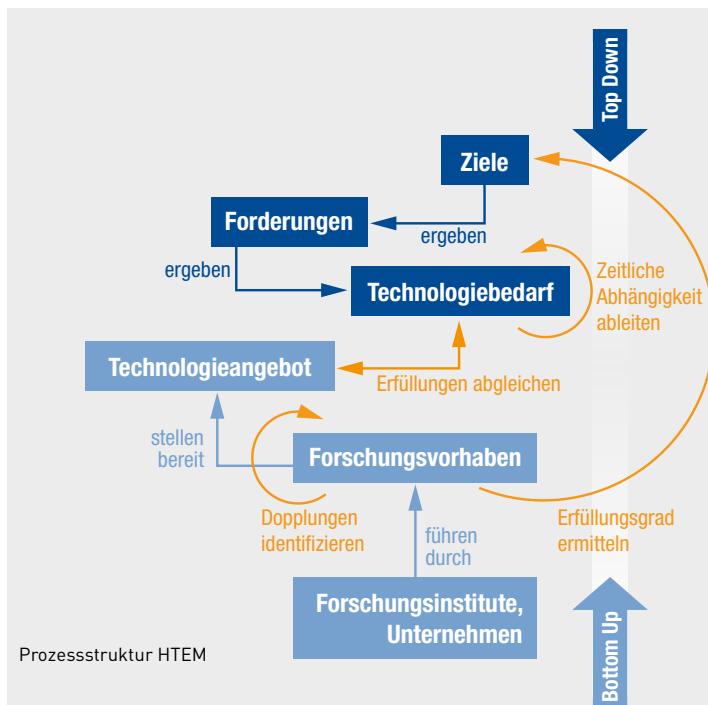 Top Down
Ziele
Forderungen
ergeben
ergeben
Technologiebedarf
Zeitliche
Abhängigkeit
ableiten
Technologieangebot
Erfüllungen abgleichen
stellen
bereit
Forschungsvorhaben
Dopplungen
identifizieren
führen
durch
Erfüllungsgrad
ermitteln
Forschungsinstitute,
Unternehmen
Bottom Up
Prozessstruktur HTEM